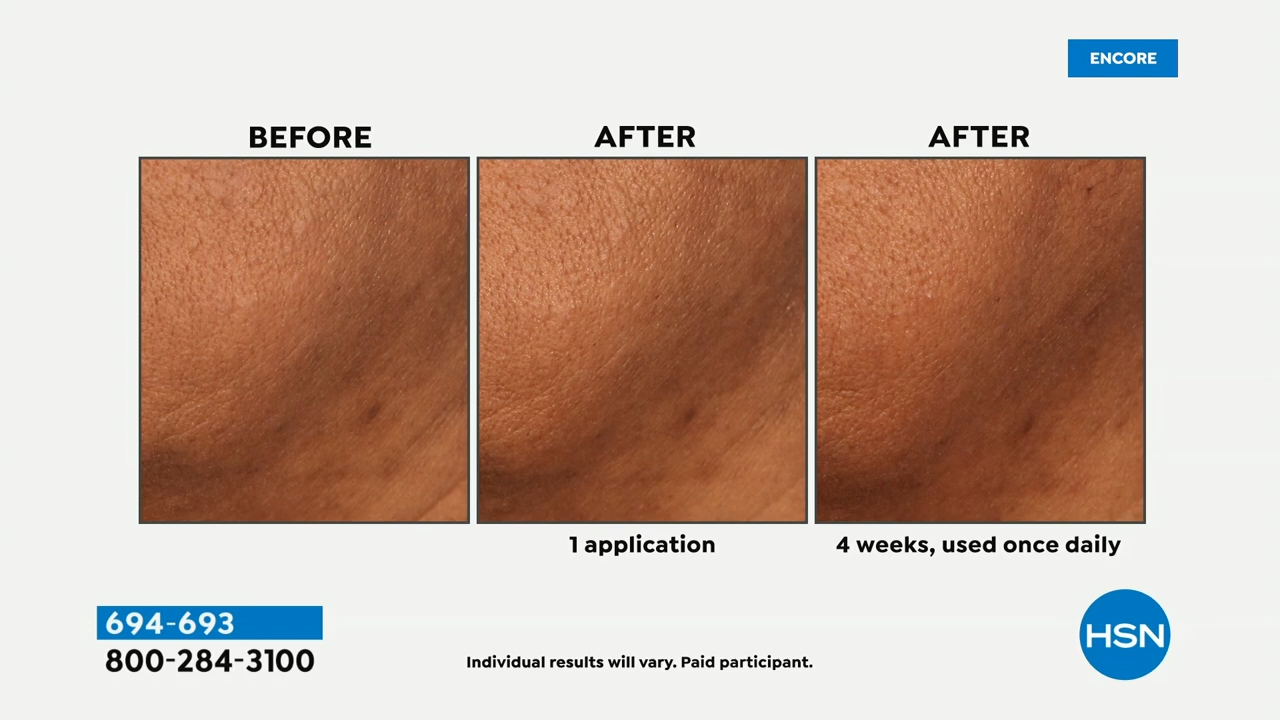 ENCORE
BEFORE
AFTER
AFTER
1 application
4 weeks, used once daily
694-693
800-284-3100
Individual results will vary. Paid participant.
HSN